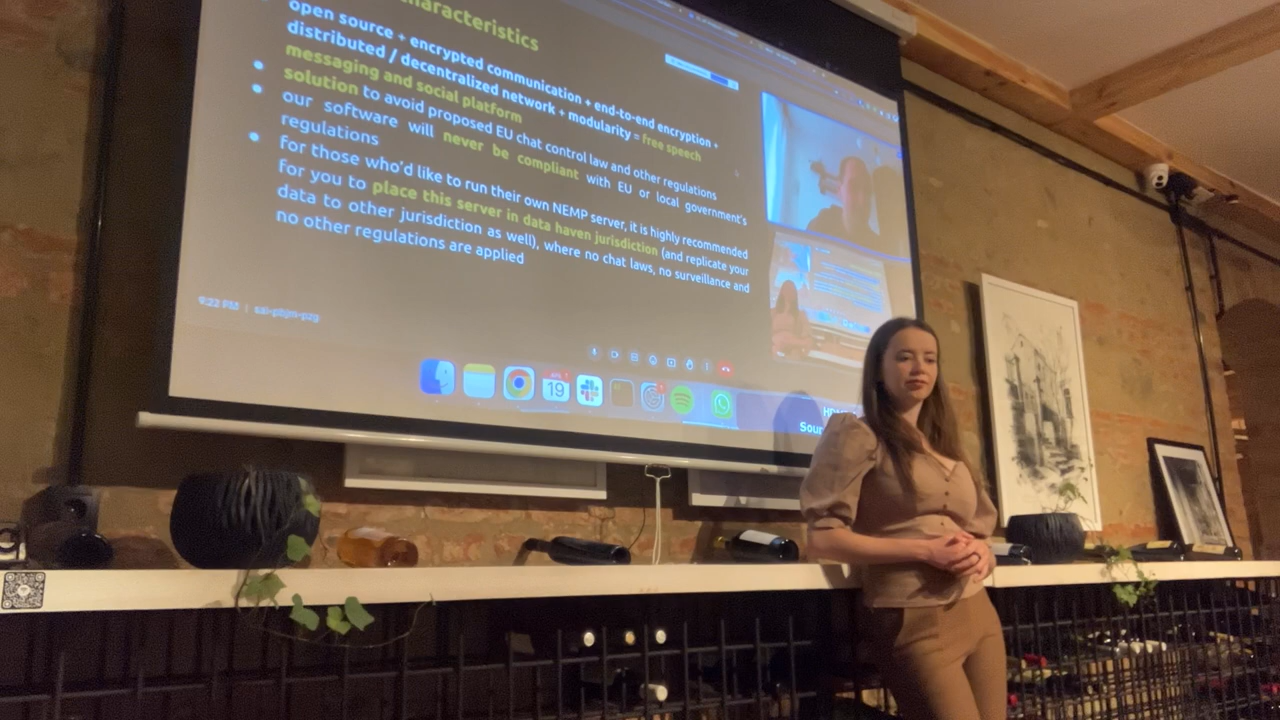 characteristics
open source + encrypted communication + end-to-end encryption +
distributed / decentralized network + modularity = free speech
messaging and social platform
solution to avoid proposed EU chat control law and other regulations
our software will never be compliant with EU or local government's
regulations
for those who'd like to run their own NEMP server, it is highly recommended
for you to place this server in data haven jurisdiction (and replicate your
data to other jurisdiction as well), where no chat laws, no surveillance and
no other regulations are applied
9:22 PM |
19